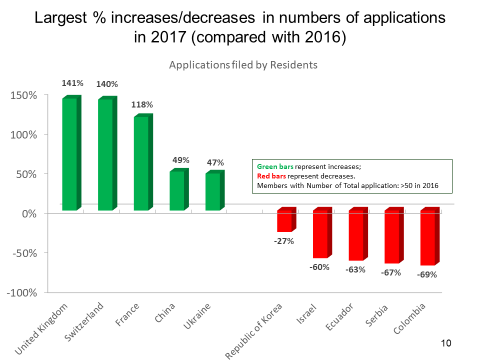 Largest % increases/decreases in numbers of applications
in 2017 (compared with 2016)
Applications filed by Residents
141%
140%
118%
49%
47%
150%
100%
50%
0%
-50%
-100%
Green bars represent increases;
Red bars represent decreases.
Members with Number of Total application: >50 in 2016
-27%
-60%
-63%
-67%
-69%
United Kingdom
Switzerland
France
China
Ukraine
Republic of Korea
Israel
Ecuador
Serbia
Colombia
10